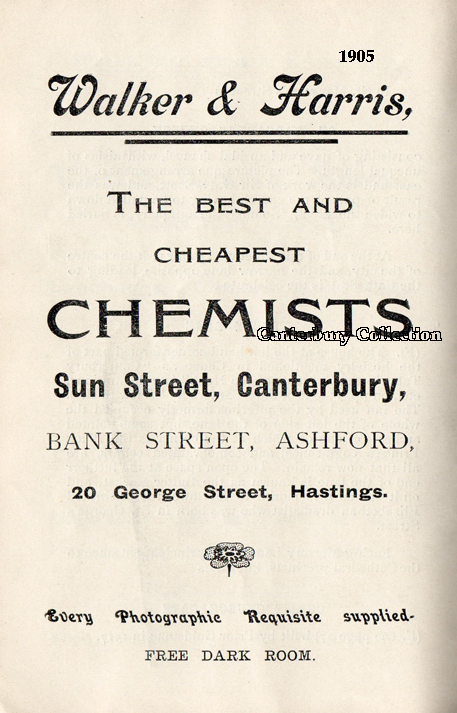 1905
Walker & Harris,
THE BEST AND
CHEAPEST
CHEMISTS
Canterbury Collection
Sun Street, Canterbury,
BANK STREET, ASHFORD,
20 George Street, Hastings.
Every Photographic Requisite supplied-
FREE DARK ROOM.